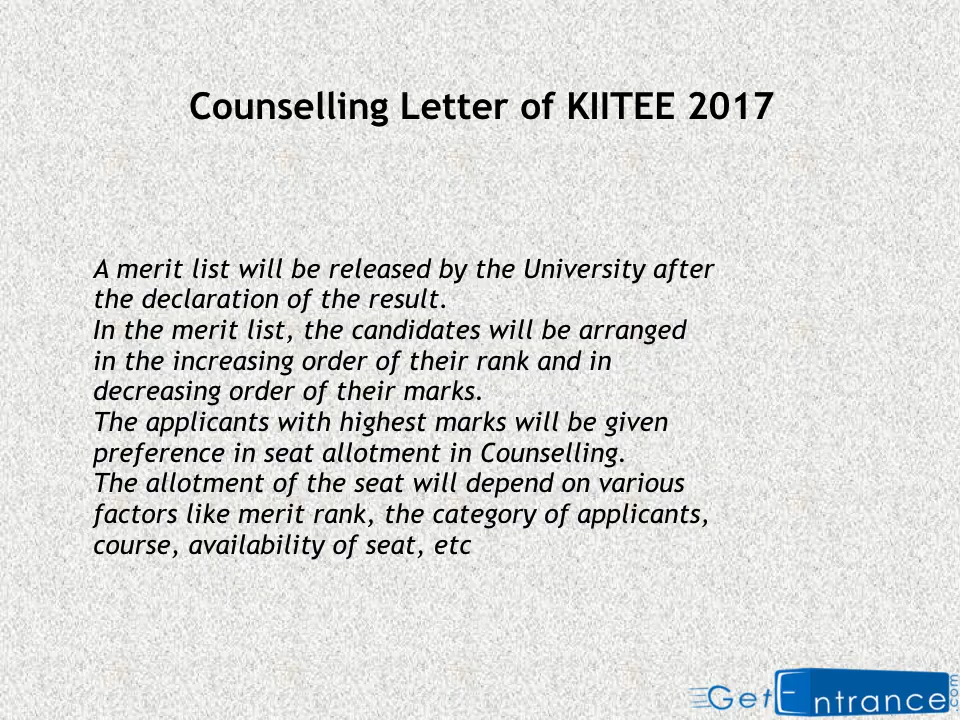 Counselling Letter of KIITEE 2017
A merit list will be released by the University after
the declaration of the result.
In the merit list, the candidates will be arranged
in the increasing order of their rank and in
decreasing order of their marks.
The applicants with highest marks will be given
preference in seat allotment in Counselling.
The allotment of the seat will depend on various
factors like merit rank, the category of applicants,
course, availability of seat, etc
GetEntrance.com